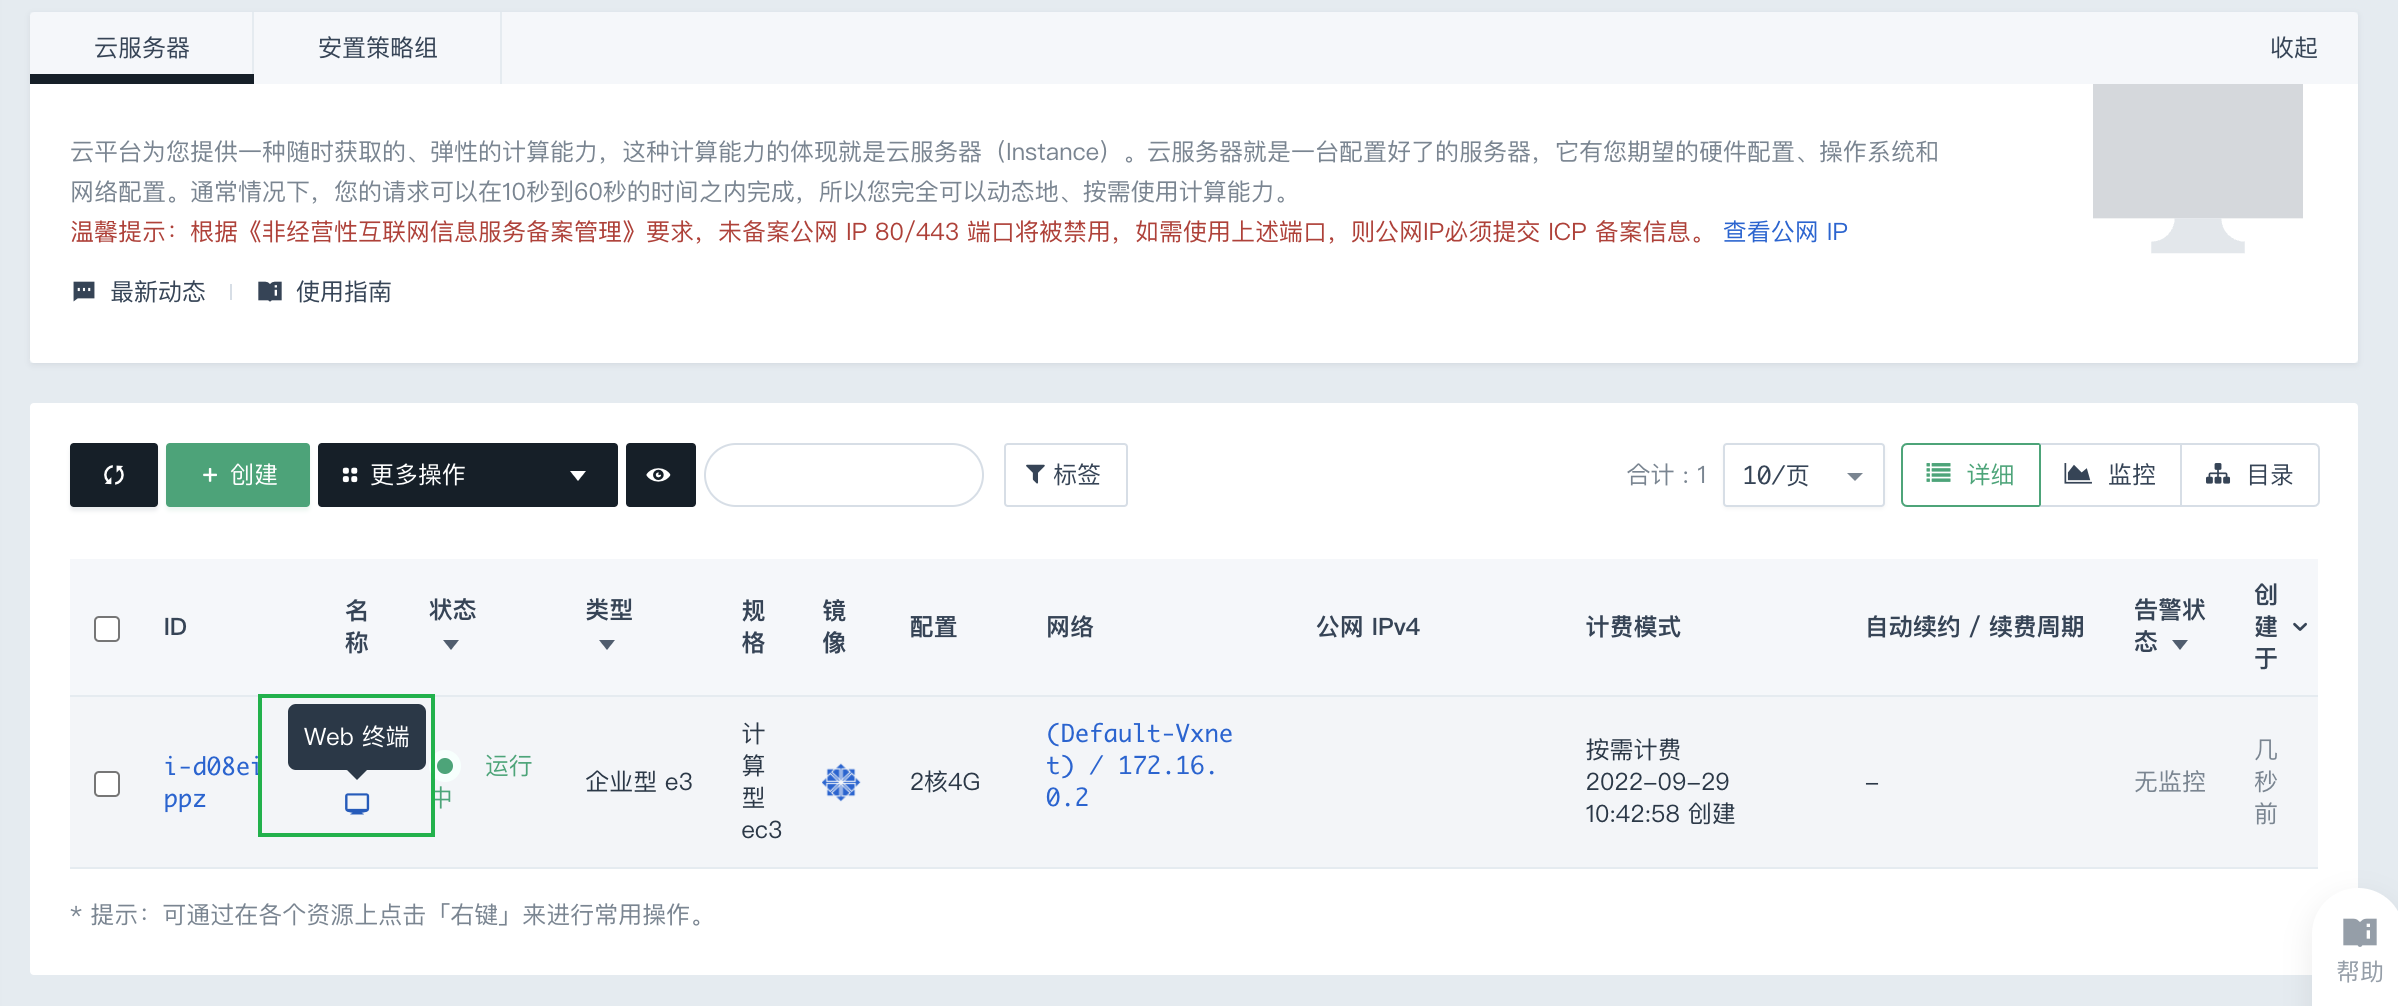 云服务器
安置策略组
收起
云平台为您提供一种随时获取的、弹性的计算能力，这种计算能力的体现就是云服务器（Instance）。云服务器就是一台配置好了的服务器，它有您期望的硬件配置、操作系统和
网络配置。通常情况下，您的请求可以在10秒到60秒的时间之内完成，所以您完全可以动态地、按需使用计算能力。
温馨提示：根据《非经营性互联网信息服务备案管理》要求，未备案公网 IP 80/443 端口将被禁用，如需使用上述端口，则公网IP必须提交 ICP 备案信息。 查看公网 IP
最新动态
使用指南
+ 创建
更多操作
标签
合计：1
10/页
详细
监控
目录
ID
名
称
状态
类型
规
格
镜
像
配置
网络
公网 IPv4
计费模式
自动续约 / 续费周期
告警状
态
创
建
于
i-d08ei
ppz
Web 终端
运行
中
企业型 e3
计
算
型
ec3
2核4G
(Default-Vxne
t) / 172.16.
0.2
按需计费
2022-09-29
10:42:58 创建
–
无监控
几
秒
前
* 提示：可通过在各个资源上点击「右键」来进行常用操作。
帮助